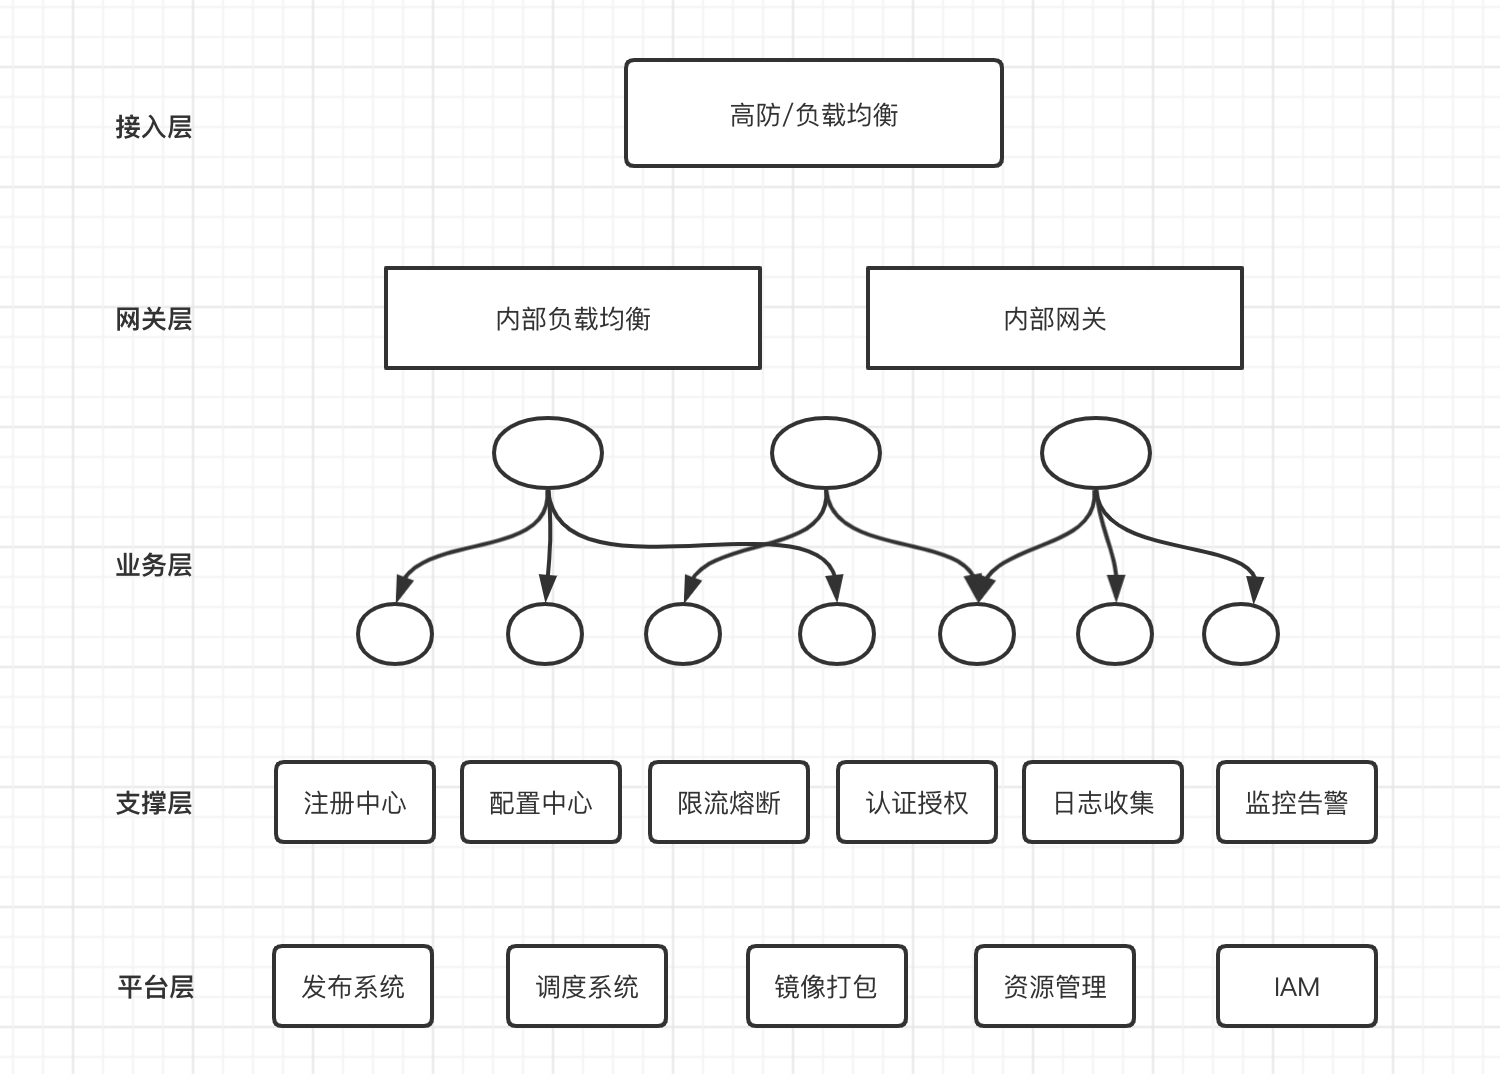 接入层
高防/负载均衡
网关层
内部负载均衡
内部网关
业务层
支撑层
注册中心
配置中心
限流熔断
认证授权
日志收集
监控告警
平台层
发布系统
调度系统
镜像打包
资源管理
IAM